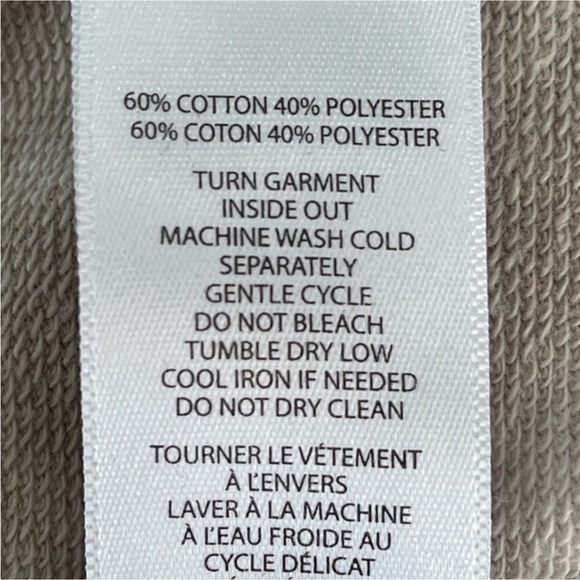 60% COTTON 40% POLYESTER
60% COTON 40% POLYESTER
TURN GARMENT
INSIDE OUT
MACHINE WASH COLD
SEPARATELY
GENTLE CYCLE
DO NOT BLEACH
TUMBLE DRY LOW
COOL IRON IF NEEDED
DO NOT DRY CLEAN
TOURNER LE VÉTEMENT
À L'ENVERS
LAVER À LA MACHINE
À L'EAU FROIDE AU
CYCLE DÉLICAT